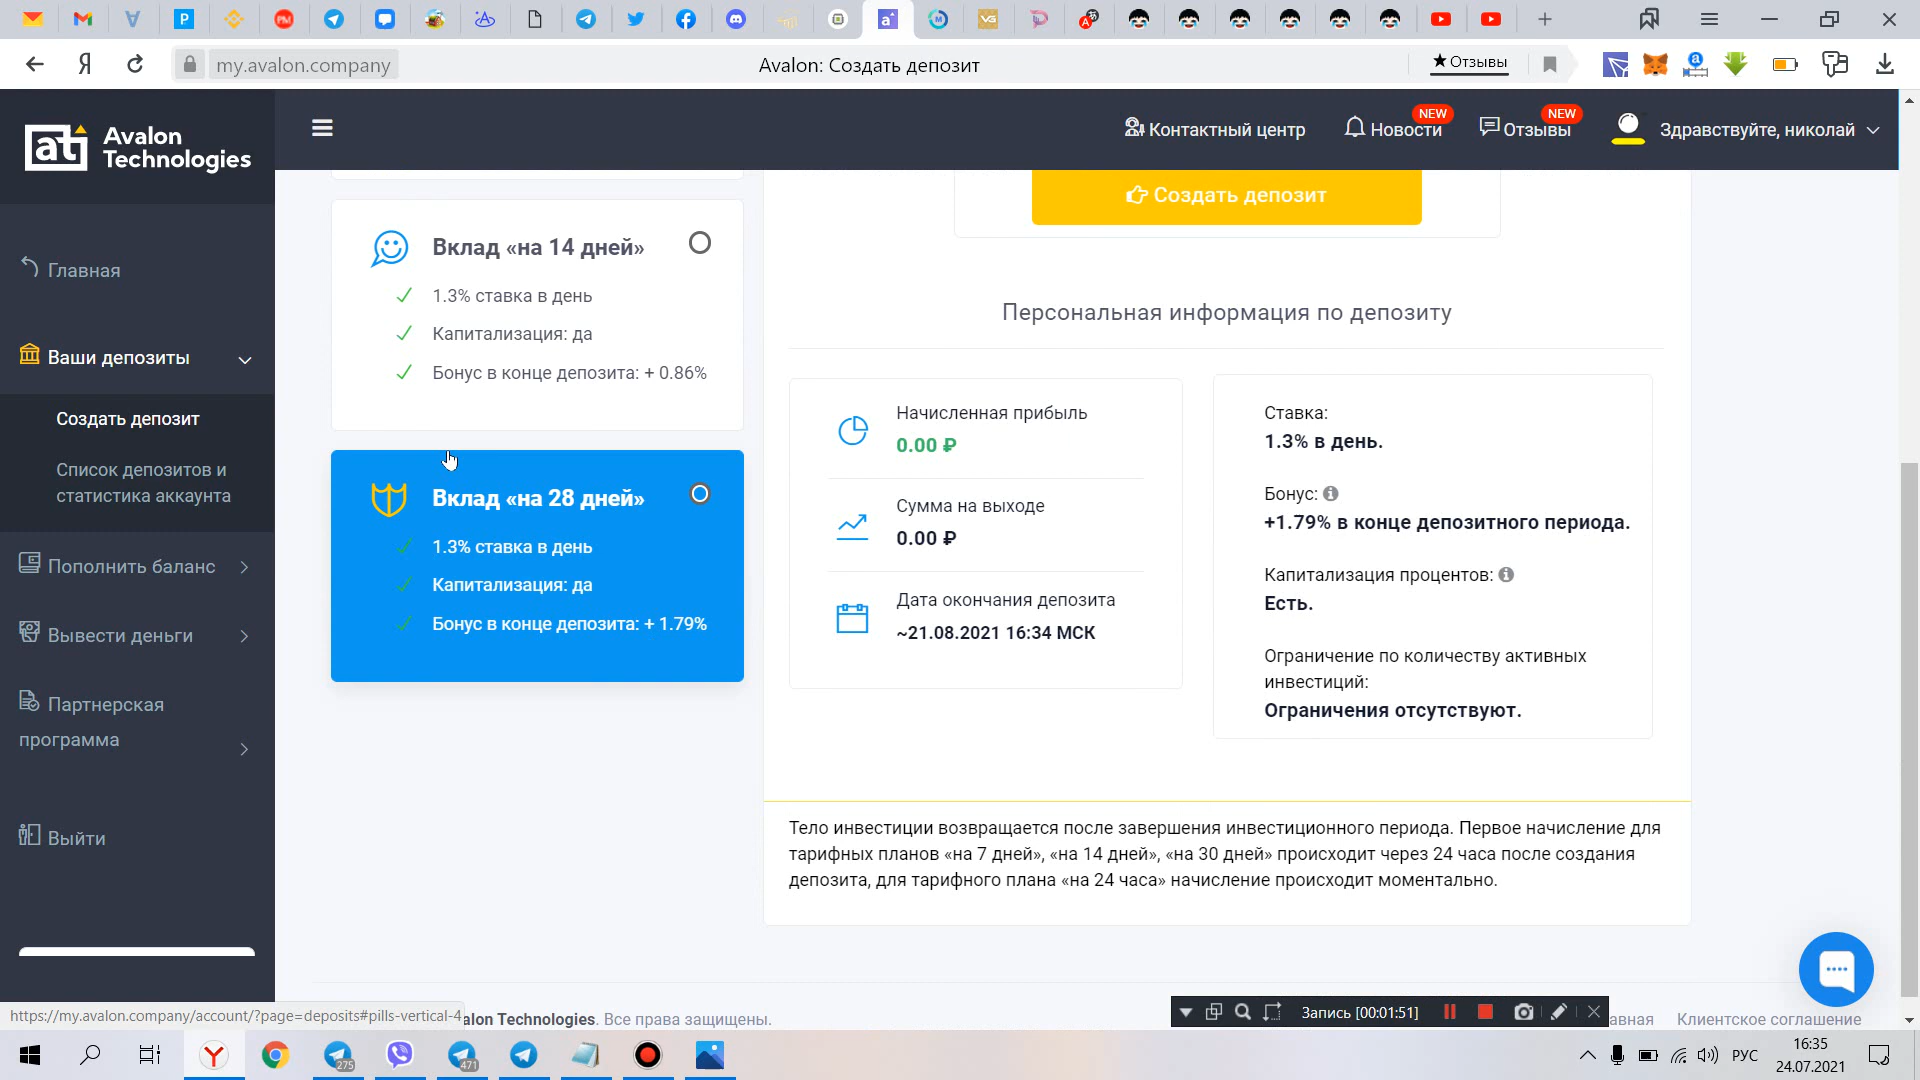 my.avalon.company
Avalon: Создать депозит
★Отзывы
at Avalon
Technologies
Контактный центр
Новости
NEW
Отзывы
NEW
Здравствуйте, николай
Главная
Ваши депозиты
Создать депозит
Список депозитов и
статистика аккаунта
Пополнить баланс
Вывести деньги
Партнерская
программа
Выйти
Вклад «на 14 дней»
1.3% ставка в день
Капитализация: да
Бонус в конце депозита: + 0.86%
Вклад «на 28 дней»
1.3% ставка в день
Капитализация: да
Бонус в конце депозита: + 1.79%
Создать депозит
Персональная информация по депозиту
Начисленная прибыль
0.00 ₽
Сумма на выходе
0.00 ₽
Дата окончания депозита
~21.08.2021 16:34 МСК
Ставка:
1.3% в день.
Бонус:
+1.79% в конце депозитного периода.
Капитализация процентов:
Есть.
Ограничение по количеству активных
инвестиций:
Ограничения отсутствуют.
Тело инвестиции возвращается после завершения инвестиционного периода. Первое начисление для
тарифных планов «на 7 дней», «на 14 дней», «на 30 дней» происходит через 24 часа после создания
депозита, для тарифного плана «на 24 часа» начисление происходит моментально.
https://my.avalon.company/account/?page=deposits#pills-vertical-4
alon Technologies. Все права защищены.
Запись [00:01:51]
авная
Клиентское соглашение
275
471
РУС
16:35
24.07.2021